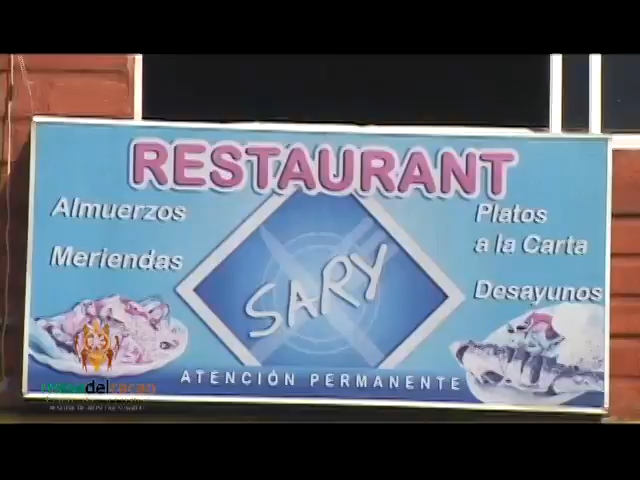 RESTAURANT
Almuerzos
Meriendas
SARY
Platos
a la Carta
Desayunos
ATENCIÓN PERMANENTE